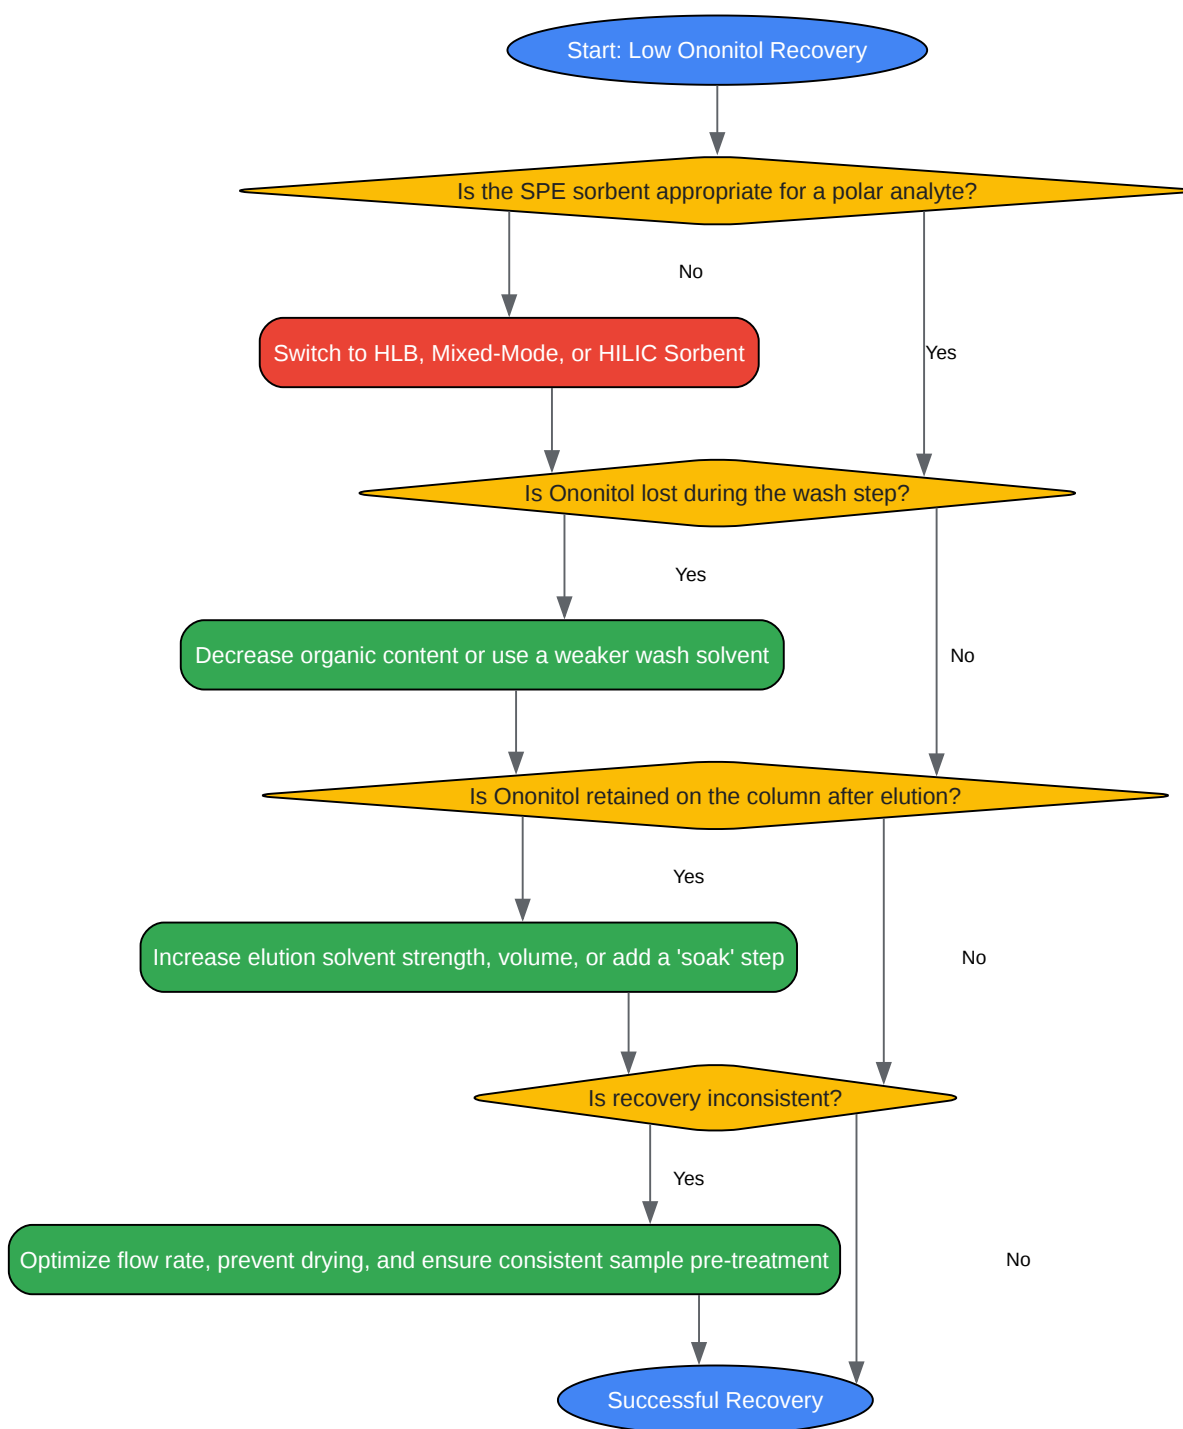 Start: Low Ononitol Recovery
Is the SPE sorbent appropriate for a polar analyte?
No
Switch to HLB, Mixed-Mode, or HILIC Sorbent
Yes
Is Ononitol lost during the wash step?
Yes
Decrease organic content or use a weaker wash solvent
No
Is Ononitol retained on the column after elution?
Yes
Increase elution solvent strength, volume, or add a 'soak' step
No
Is recovery inconsistent?
Yes
Optimize flow rate, prevent drying, and ensure consistent sample pre-treatment
No
Successful Recovery